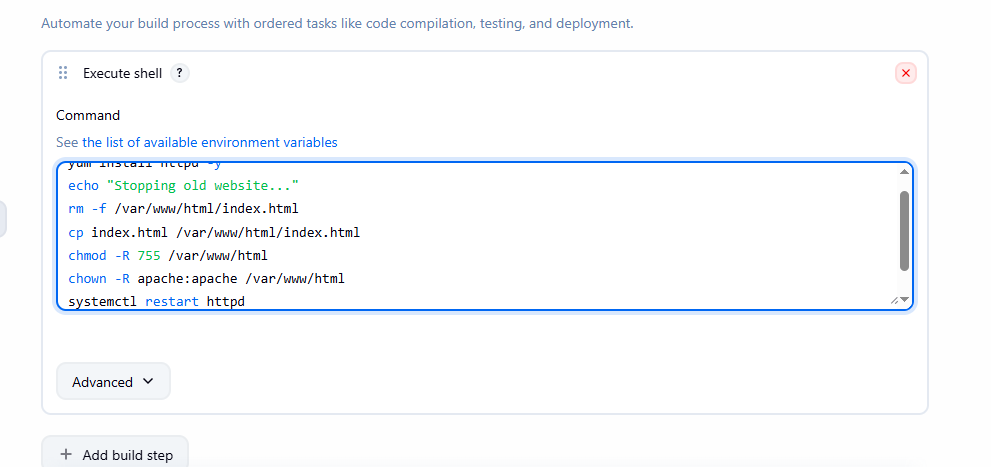 Automate your build process with ordered tasks like code compilation, testing, and deployment.
Execute shell ?
Command
See the list of available environment variables
yum install httpd -y
echo "Stopping old website..."
rm -f /var/www/html/index.html
cp index.html /var/www/html/index.html
chmod -R 755 /var/www/html
chown -R apache:apache /var/www/html
systemctl restart httpd
Advanced
+ Add build step